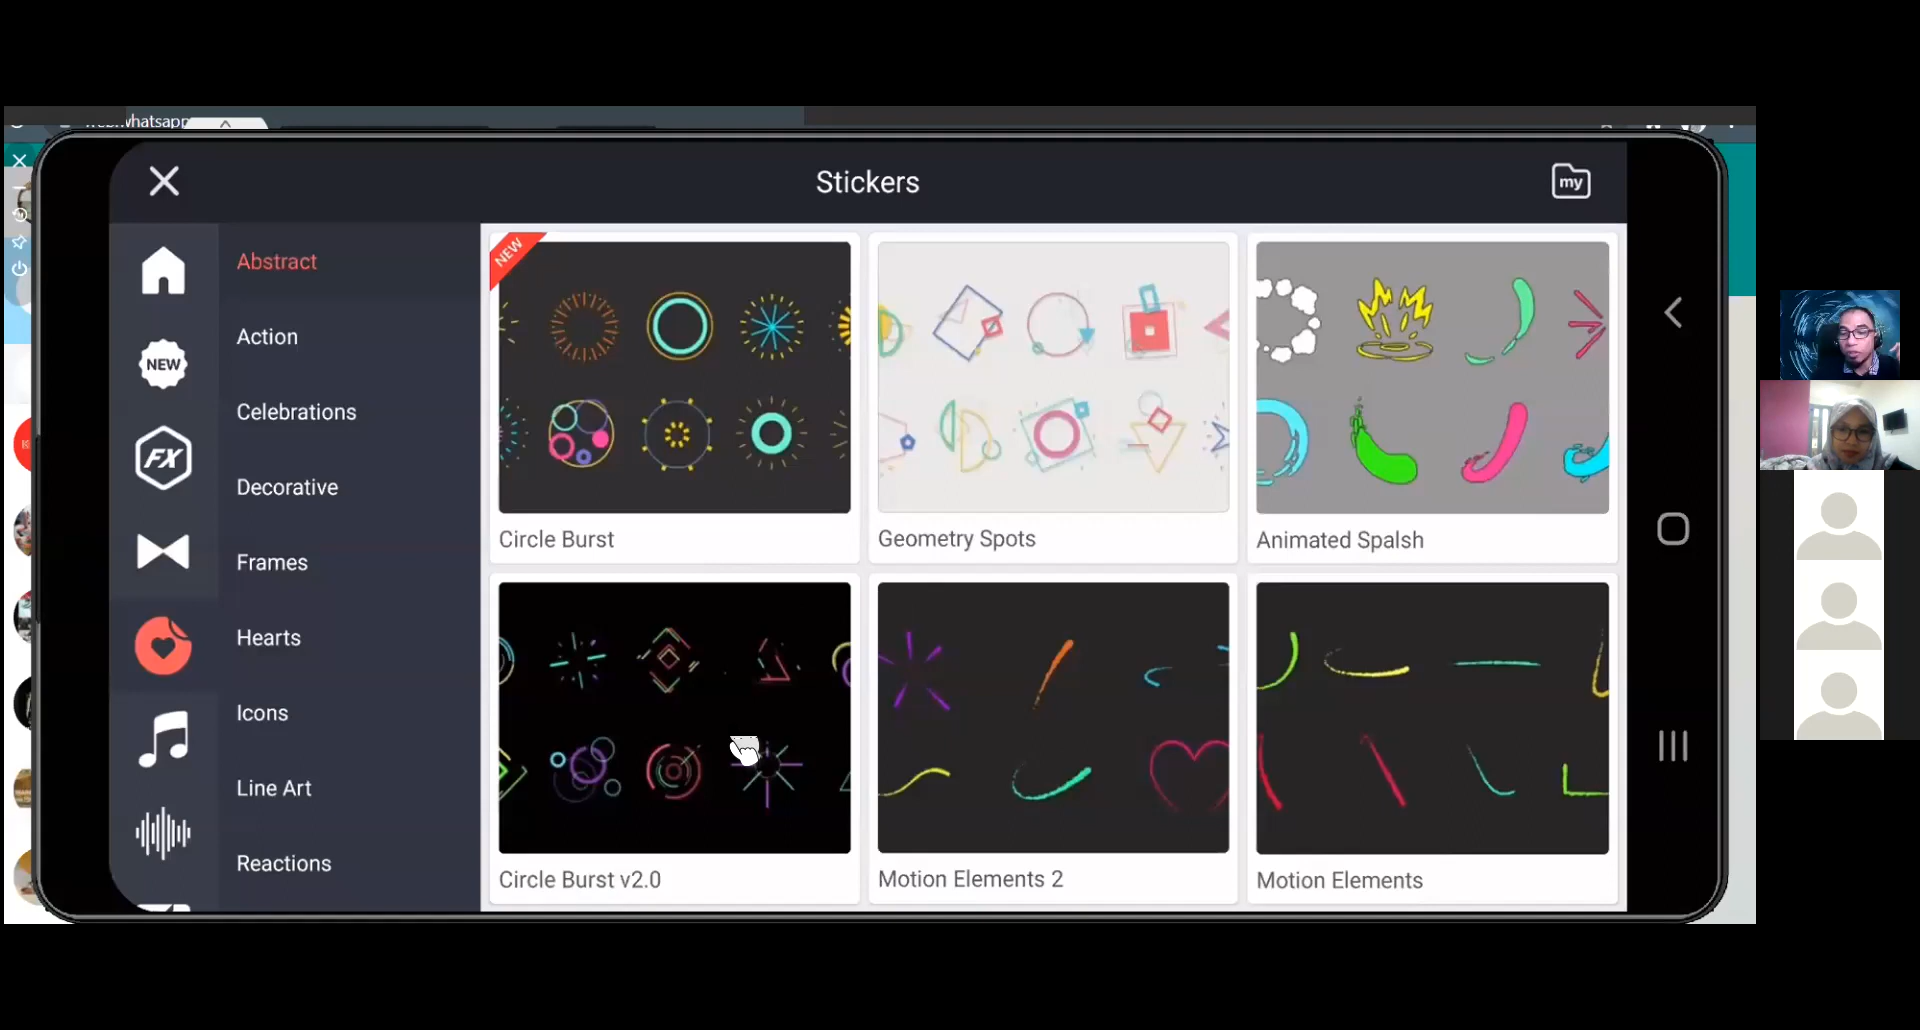 whatsapp
Stickers
my
Abstract
Action
NEW
Celebrations
FX
Decorative
Frames
Hearts
Icons
Line Art
Reactions
NEW
Circle Burst
Geometry Spots
Animated Spalsh
Circle Burst v2.0
Motion Elements 2
Motion Elements